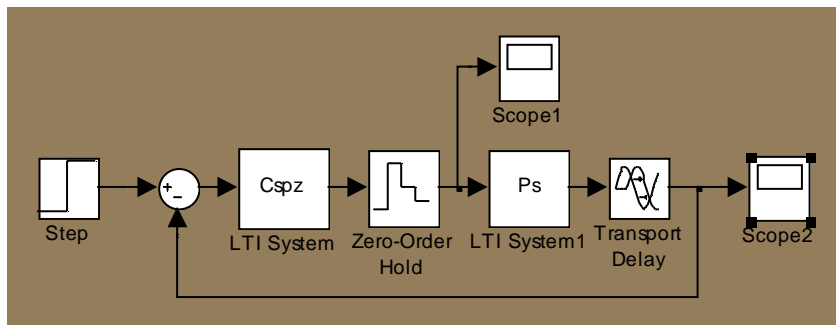 Scope1
Cspz
Ps
Step
LTI System
Zero-Order
Hold
LTI System1
Transport
Delay
Scope2